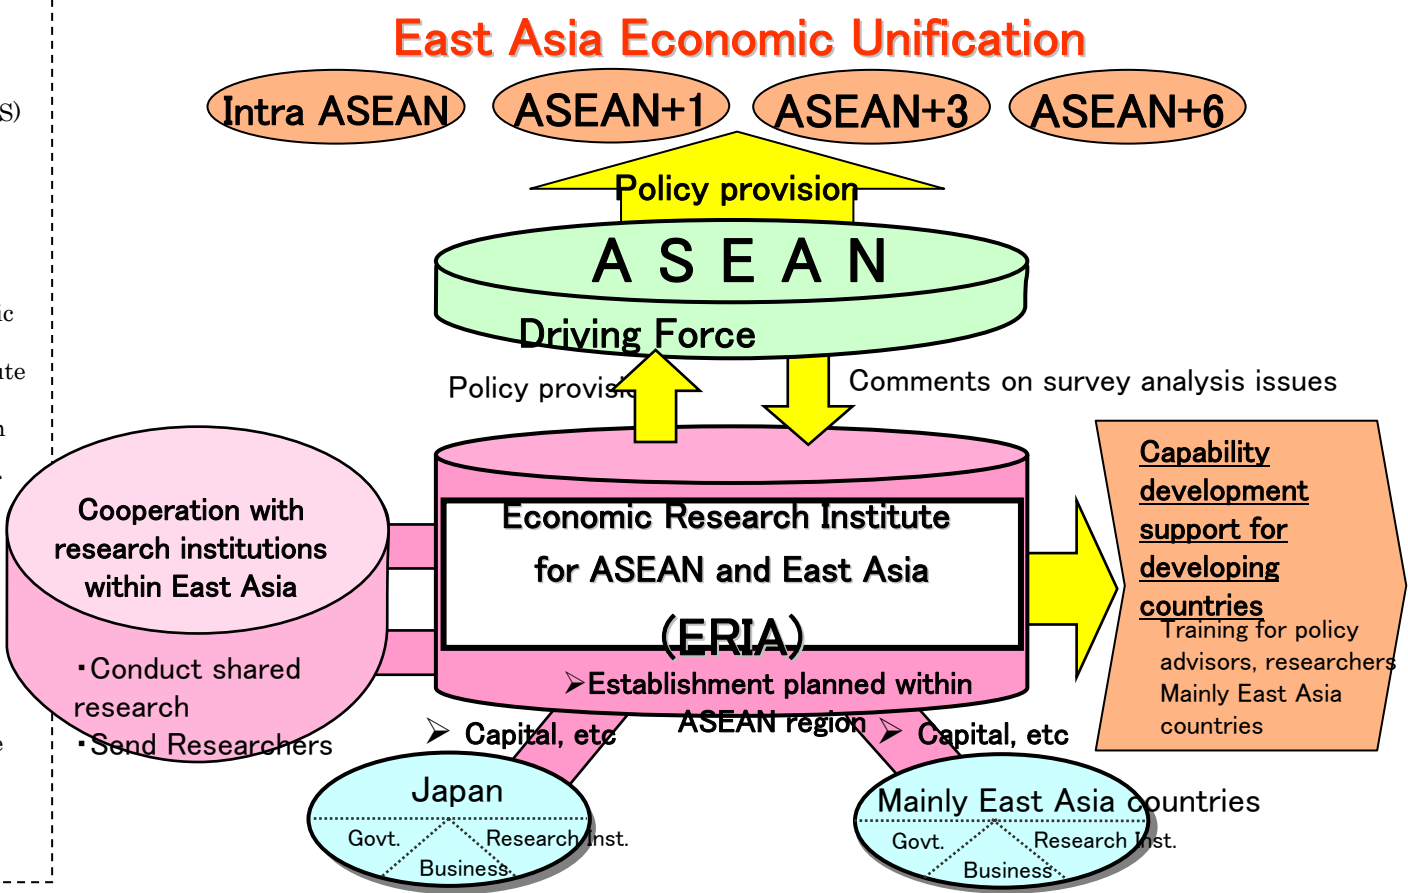 East Asia Economic Unification
Intra ASEAN
ASEAN+1
ASEAN+3
ASEAN+6
S)
Policy provision
A S E A N
Driving Force
ic
ute
Policy provisi
Comments on survey analysis issues
Cooperation with
research institutions
within East Asia
・Conduct shared
research
・Send Researchers
Economic Research Institute
for ASEAN and East Asia
(ERIA)
➢Establishment planned within
ASEAN region
Capability
development
support for
developing
countries
Training for policy
advisors, researchers
Mainly East Asia
countries
➢ Capital, etc
➢ Capital, etc
Japan
Govt.
Research Inst.
Business
Mainly East Asia countries
Govt.
Research Inst.
Business